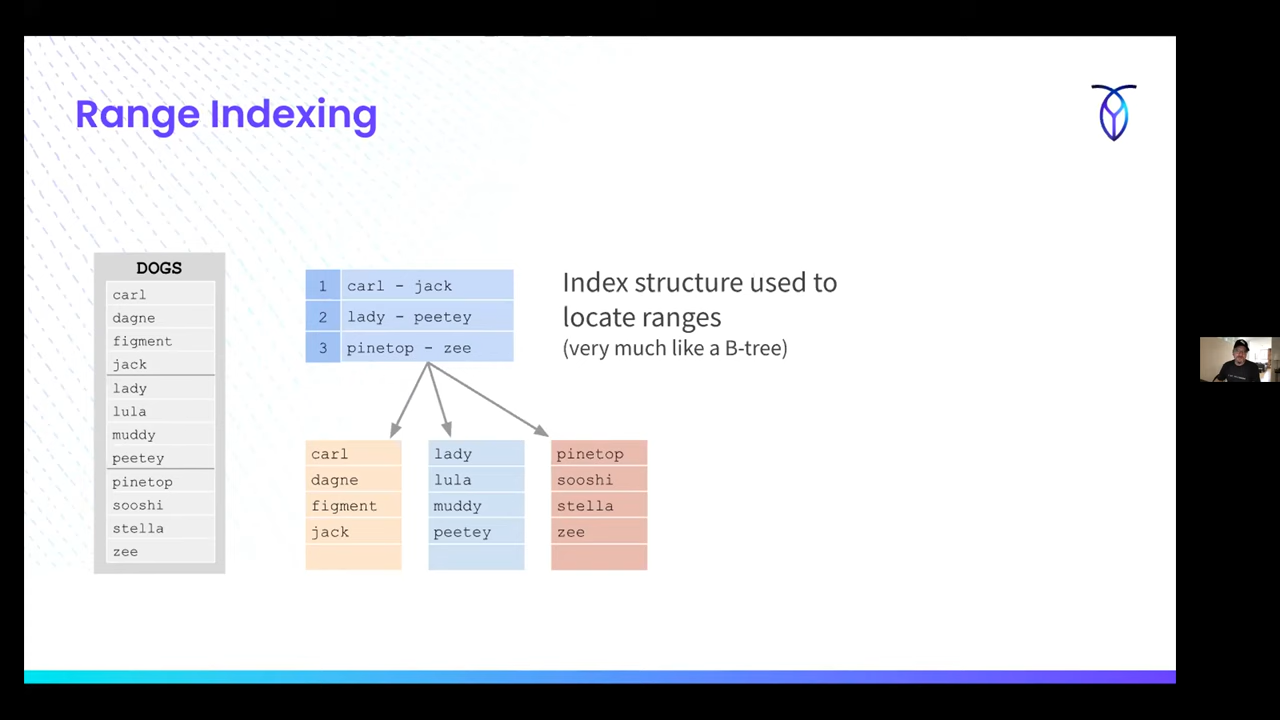 Range Indexing
DOGS
carl
dagne
figment
jack
lady
lula
muddy
peetey
pinetop
sooshi
stella
zee
1 carl - jack
2 lady - peetey
3 pinetop - zee
Index structure used to
locate ranges
(very much like a B-tree)
carl
dagne
figment
jack
lady
lula
muddy
peetey
pinetop
sooshi
stella
zee